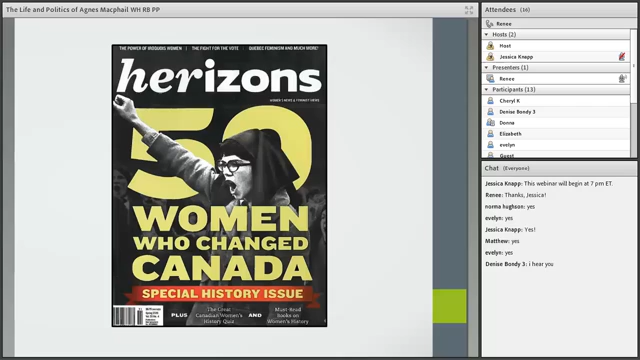 The Life and Politics of Agnes Macphail WH RB PP
THE POWER OF IROQUOIS WOMEN | THE FIGHT FOR THE VOTE | QUEBEC FEMINISM AND MUCH MORE!
herizons
50
WOMEN
WHO CHANGED
CANADA
SPECIAL HISTORY ISSUE
PLUS
The Great
Canadian Women's
History Quiz
AND
Must-Read
Books on
Women's History
Attendees (16)
Renee
Hosts (2)
Host
Jessica Knapp
Presenters (1)
Renee
Participants (13)
Cheryl K
Denise Bondy 3
Donna
Elizabeth
evelyn
Guest
Chat (Everyone)
Jessica Knapp: This webinar will begin at 7 pm ET.
Renee: Thanks, Jessica!
norma hughson: yes
evelyn: yes
Jessica Knapp: Yes!
Matthew: yes
evelyn: yes
Denise Bondy 3: i hear you